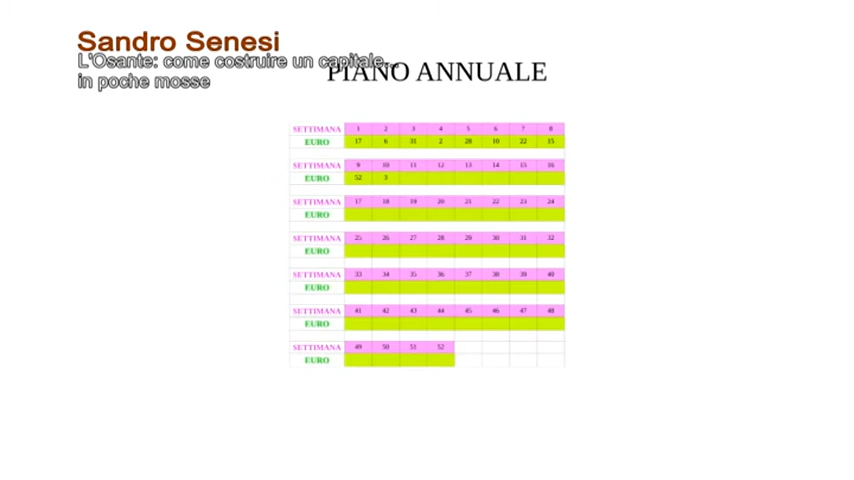 Sandro Senesi
L'Osante: come costruire un capitale...
in poche mosse
PIANO ANNUALE
SETTIMANA 1 2 3 4 5 6 7 8
EURO 17 6 31 2 28 10 22 15
SETTIMANA 9 10 11 12 13 14 15 16
EURO 52 3
SETTIMANA 17 18 19 20 21 22 23 24
EURO
SETTIMANA 25 26 27 28 29 30 31 32
EURO
SETTIMANA 33 34 35 36 37 38 39 40
EURO
SETTIMANA 41 42 43 44 45 46 47 48
EURO
SETTIMANA 49 50 51 52
EURO